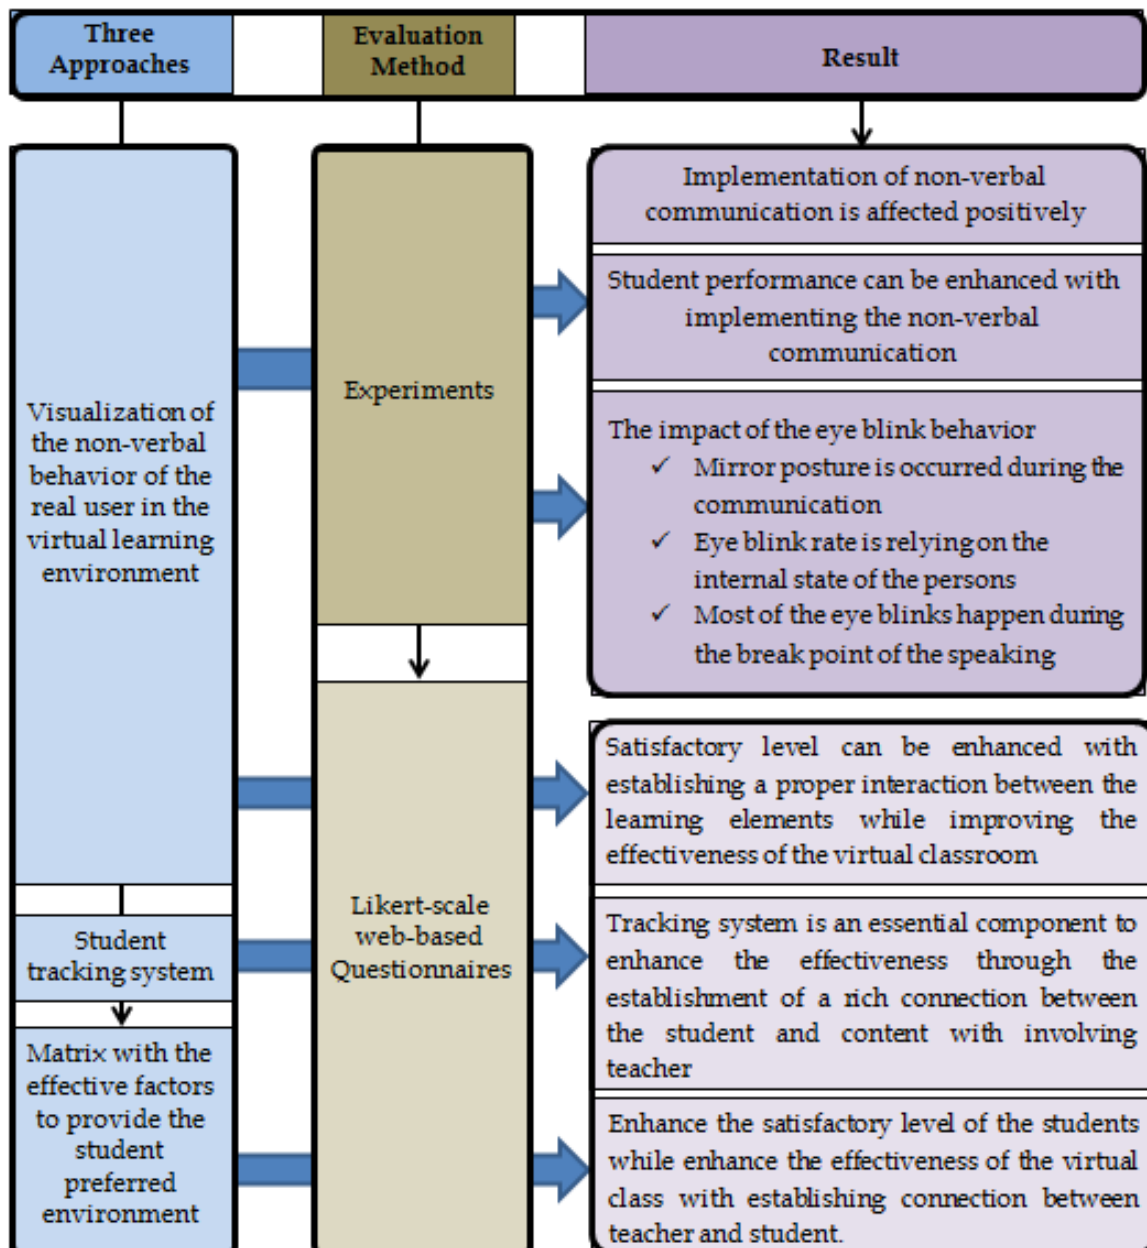 Three
Approaches
Evaluation
Method
Result
Visualization of
the non-verbal
behavior of the
real user in the
virtual learning
environment
Student
tracking system
Matrix with the
effective factors
to provide the
student
preferred
environment
Experiments
Likert-scale
web-based
Questionnaires
Implementation of non-verbal
communication is affected positively
Student performance can be enhanced with
implementing the non-verbal
communication
The impact of the eye blink behavior
✓ Mirror posture is occurred during the
communication
✓ Eye blink rate is relying on the
internal state of the persons
✓ Most of the eye blinks happen during
the break point of the speaking
Satisfactory level can be enhanced with
establishing a proper interaction between the
learning elements while improving the
effectiveness of the virtual classroom
Tracking system is an essential component to
enhance the effectiveness through the
establishment of a rich connection between
the student and content with involving
teacher
Enhance the satisfactory level of the students
while enhance the effectiveness of the virtual
class with establishing connection between
teacher and student.